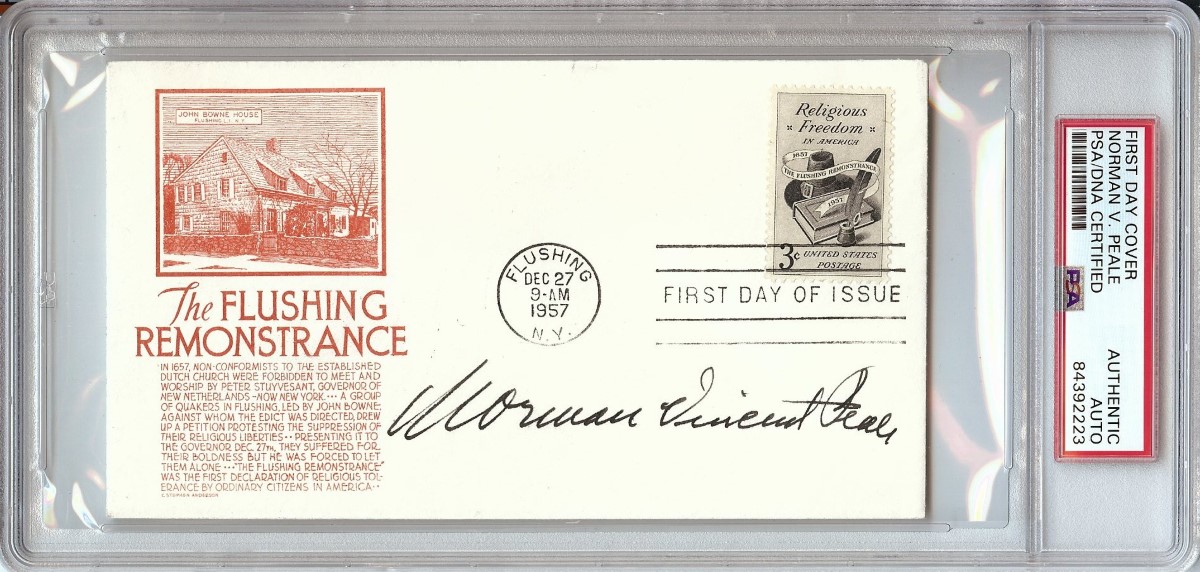 JOHN BOWNE HOUSE
FLUSHING L.I. N.Y.
The FLUSHING
REMONSTRANCE
IN 1657, NON-CONFORMISTS TO THE ESTABLISHED
DUTCH CHURCH WERE FORBIDDEN TO MEET AND
WORSHIP BY PETER STUYVESANT, GOVERNOR OF
NEW NETHERLANDS-NOW NEW YORK··· A GROUP
OF QUAKERS IN FLUSHING, LED BY JOHN BOWNE,
AGAINST WHOM THE EDICT WAS DIRECTED, DREW
UP A PETITION PROTESTING THE SUPPRESSION OF
THEIR RELIGIOUS LIBERTIES·· PRESENTING IT TO
THE GOVERNOR DEC. 27TH, THEY SUFFERED FOR
THEIR BOLDNESS BUT HE WAS FORCED TO LET
THEM ALONE ···"THE FLUSHING REMONSTRANCE"
WAS THE FIRST DECLARATION OF RELIGIOUS TOL-
ERANCE BY ORDINARY CITIZENS IN AMERICA··
C. STEPHEN ANDERSON
FLUSHING
DEC 27
9-AM
1957
N.Y.
Religious
Freedom
IN AMERICA
1657
THE FLUSHING REMONSTRANCE
1957
3c UNITED STATES
POSTAGE
FIRST DAY OF ISSUE
Norman Vincent Peale
FIRST DAY COVER
NORMAN V. PEALE
PSA/DNA CERTIFIED
PSA
AUTHENTIC
AUTO
84392223